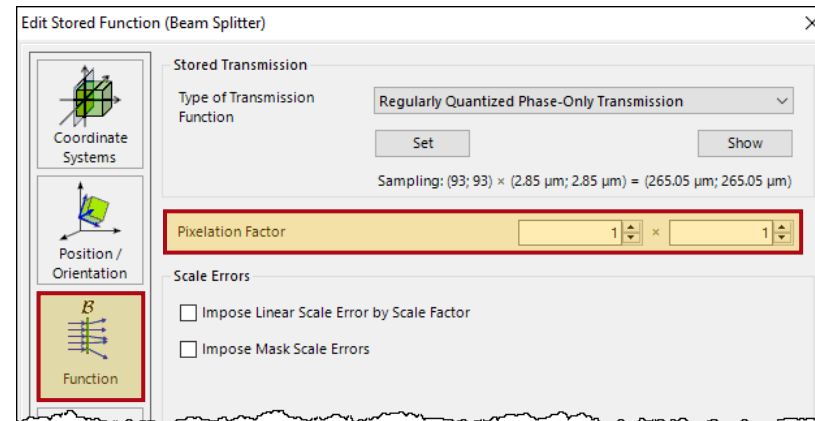 Edit Stored Function (Beam Splitter)
Coordinate
Systems
Position /
Orientation
B
Function
Stored Transmission
Type of Transmission
Function
Regularly Quantized Phase-Only Transmission
Set
Show
Sampling: (93; 93) × (2.85 µm; 2.85 µm) = (265.05 µm; 265.05 µm)
Pixelation Factor
1 × 1
Scale Errors
Impose Linear Scale Error by Scale Factor
Impose Mask Scale Errors